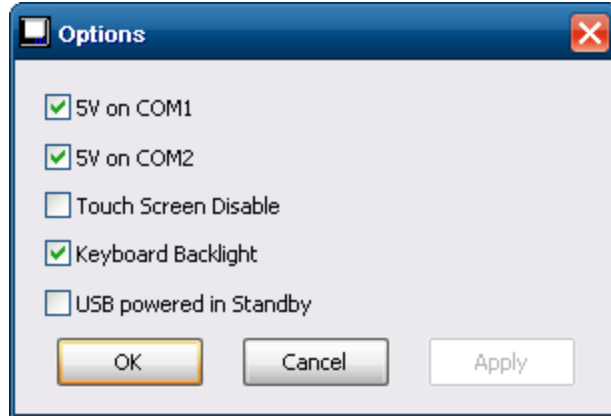 Options
5V on COM1
5V on COM2
Touch Screen Disable
Keyboard Backlight
USB powered in Standby
OK Cancel Apply